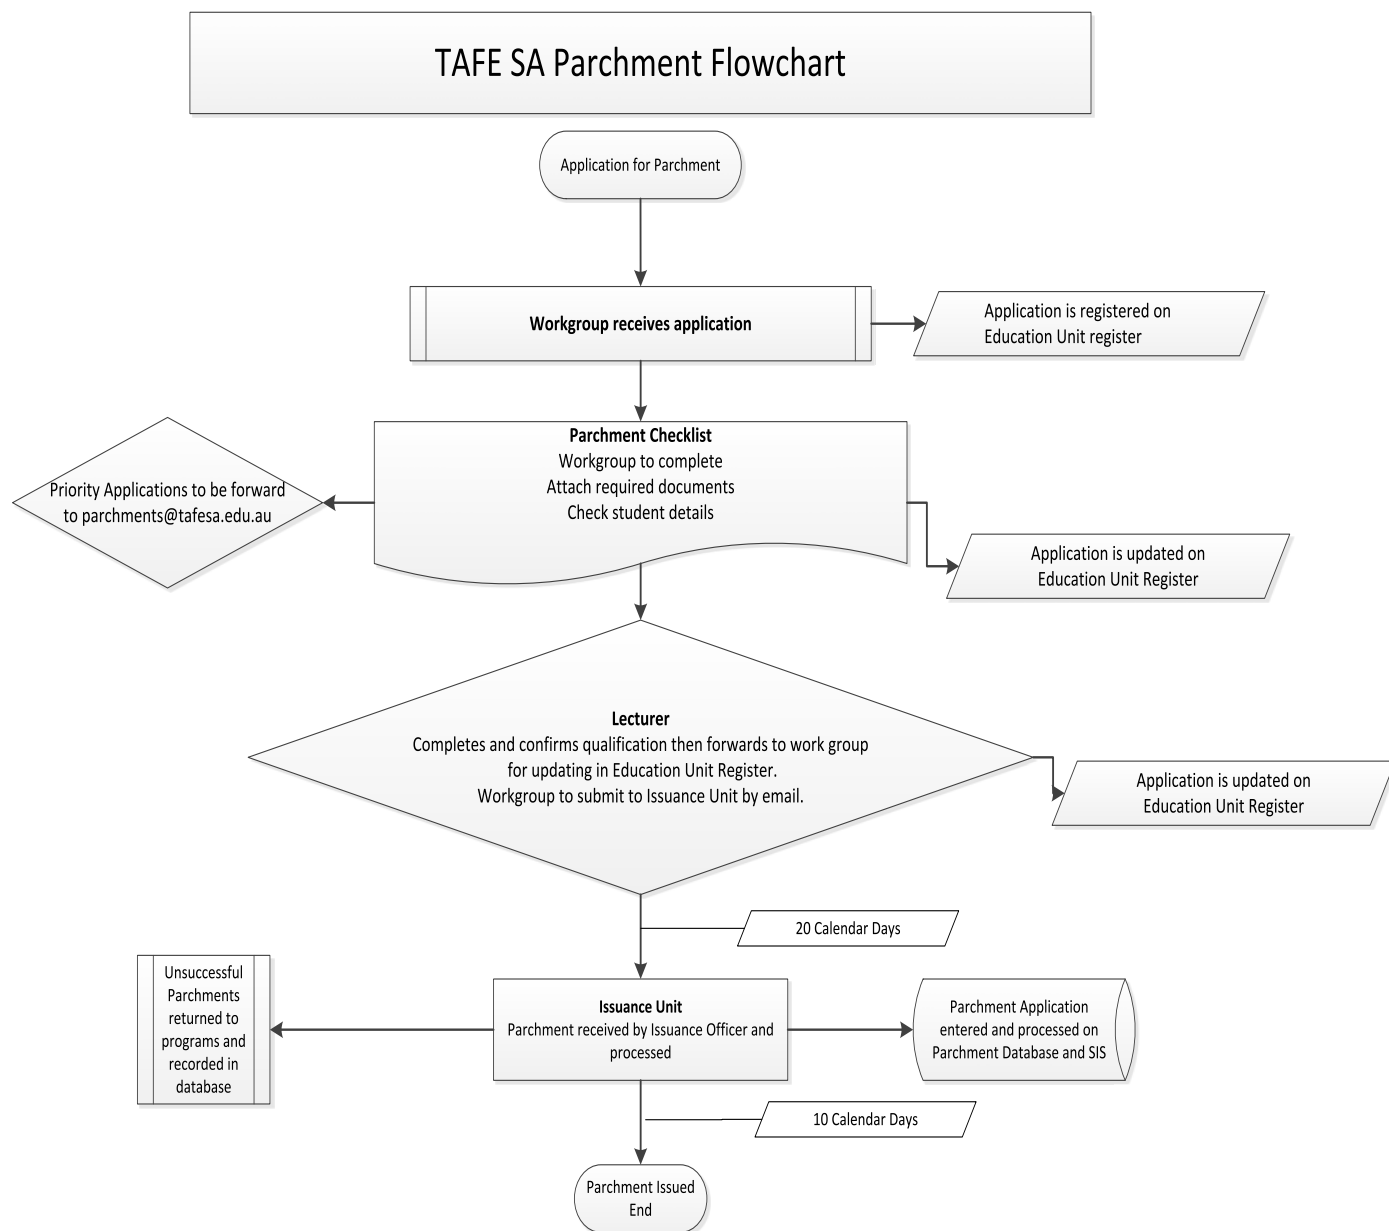 TAFE SA Parchment Flowchart
Application for Parchment
Workgroup receives application
Application is registered on
Education Unit register
Parchment Checklist
Workgroup to complete
Attach required documents
Check student details
Priority Applications to be forward
to parchments@tafesa.edu.au
Application is updated on
Education Unit Register
Lecturer
Completes and confirms qualification then forwards to work group
for updating in Education Unit Register.
Workgroup to submit to Issuance Unit by email.
Application is updated on
Education Unit Register
20 Calendar Days
Unsuccessful
Parchments
returned to
programs and
recorded in
database
Issuance Unit
Parchment received by Issuance Officer and
processed
Parchment Application
entered and processed on
Parchment Database and SIS
10 Calendar Days
Parchment Issued
End